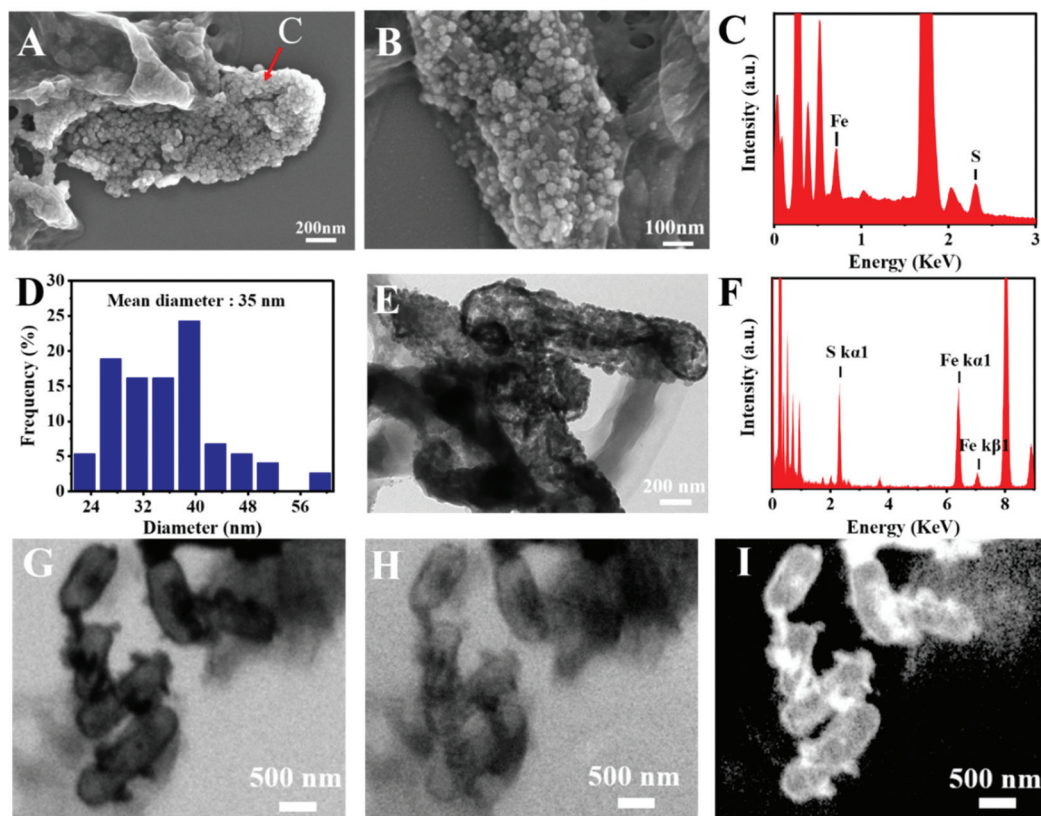 A
C
200nm
B
100nm
C
Intensity (a.u.)
Fe
S
0
1
2
3
Energy (KeV)
D
Mean diameter : 35 nm
Frequency (%)
30
25
20
15
10
5
0
24
32
40
48
56
Diameter (nm)
E
200 nm
F
Intensity (a.u.)
S kα1
Fe kα1
Fe kβ1
0
2
4
6
8
Energy (KeV)
G
500 nm
H
500 nm
I
500 nm